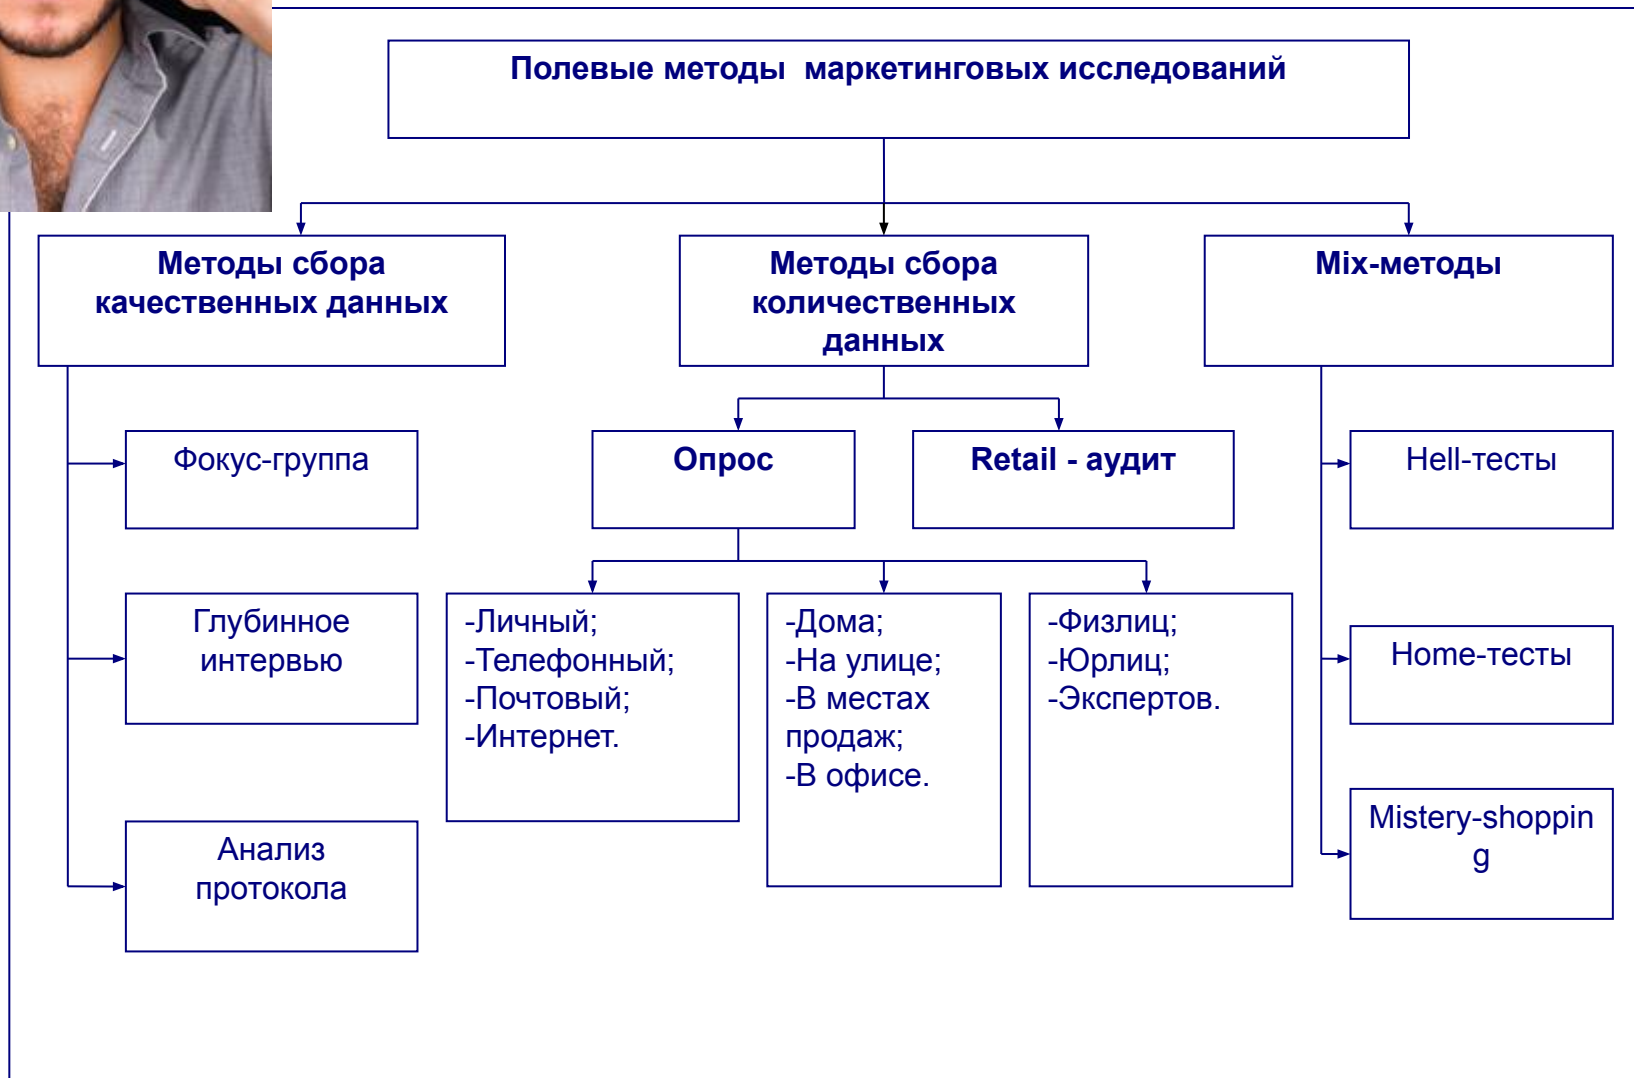 Полевые методы  маркетинговых исследований
Методы сбора
качественных данных
Методы сбора
количественных
данных
Mix-методы
Фокус-группа
Опрос
Retail - аудит
Hell-тесты
Глубинное
интервью
-Личный;
-Телефонный;
-Почтовый;
-Интернет.
-Дома;
-На улице;
-В местах
продаж;
-В офисе.
-Физлиц;
-Юрлиц;
-Экспертов.
Home-тесты
Анализ
протокола
Mistery-shoppin
g